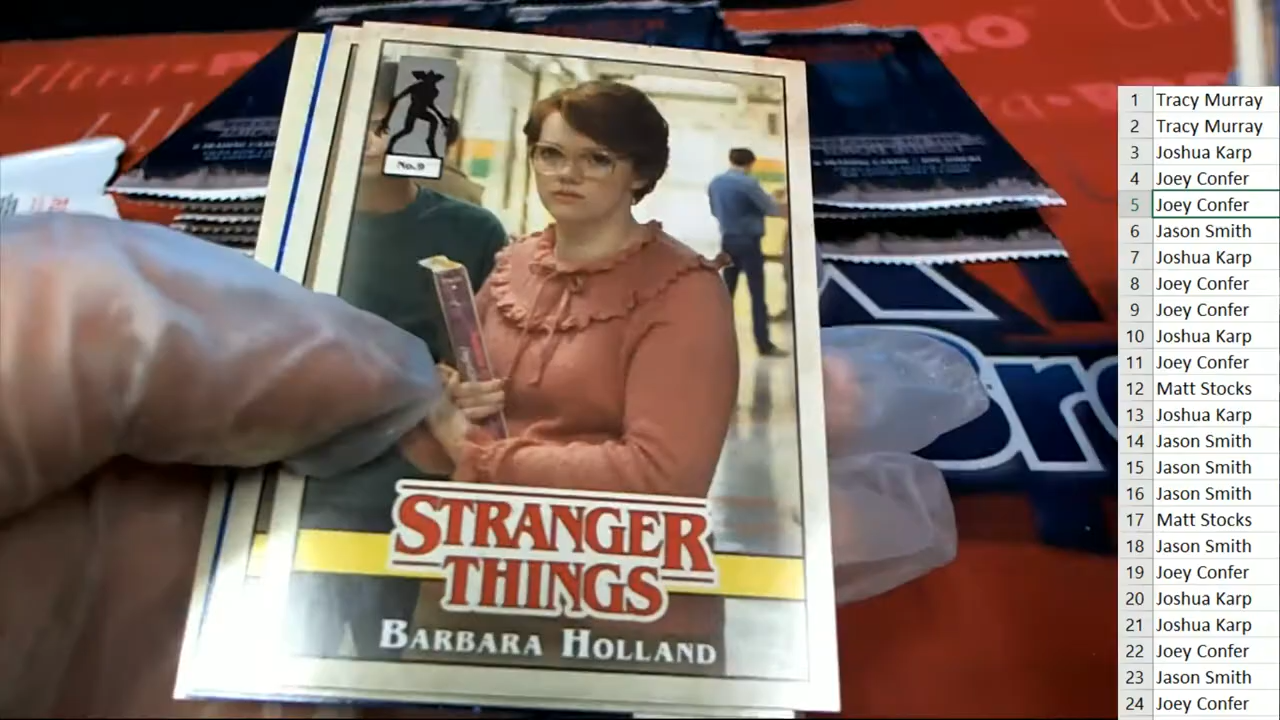 No.9
STRANGER
THINGS
BARBARA HOLLAND
RO
1 Tracy Murray
2 Tracy Murray
3 Joshua Karp
4 Joey Confer
5 Joey Confer
6 Jason Smith
7 Joshua Karp
8 Joey Confer
9 Joey Confer
10 Joshua Karp
11 Joey Confer
12 Matt Stocks
13 Joshua Karp
14 Jason Smith
15 Jason Smith
16 Jason Smith
17 Matt Stocks
18 Jason Smith
19 Joey Confer
20 Joshua Karp
21 Joshua Karp
22 Joey Confer
23 Jason Smith
24 Joey Confer